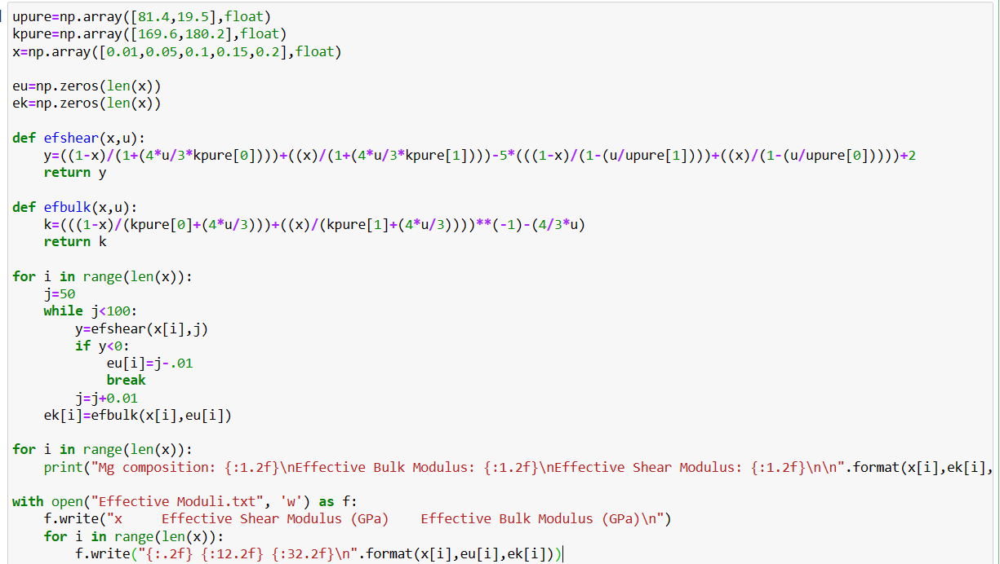 upure=np.array([81.4,19.5],float)
kpure=np.array([169.6,180.2],float)
x=np.array([0.01,0.05,0.1,0.15,0.2],float)
eu=np.zeros(len(x))
ek=np.zeros(len(x))
def efshear(x,u):
    y=((1-x)/(1+(4*u/3*kpure[0])))+((x)/(1+(4*u/3*kpure[1])))-5*(((1-x)/(1-(u/upure[1])))+((x)/(1-(u/upure[0]))))+2
    return y
def efbulk(x,u):
    k=(((1-x)/(kpure[0]+(4*u/3)))+((x)/(kpure[1]+(4*u/3))))**(-1)-(4/3*u)
    return k
for i in range(len(x)):
    j=50
    while j<100:
        y=efshear(x[i],j)
        if y<0:
            eu[i]=j-.01
            break
        j=j+0.01
    ek[i]=efbulk(x[i],eu[i])
for i in range(len(x)):
    print("Mg composition: {:1.2f}\nEffective Bulk Modulus: {:1.2f}\nEffective Shear Modulus: {:1.2f}\n\n".format(x[i],ek[i],
with open("Effective Moduli.txt", 'w') as f:
    f.write("x     Effective Shear Modulus (GPa)    Effective Bulk Modulus (GPa)\n")
    for i in range(len(x)):
        f.write("{:.2f} {:12.2f} {:32.2f}\n".format(x[i],eu[i],ek[i]))